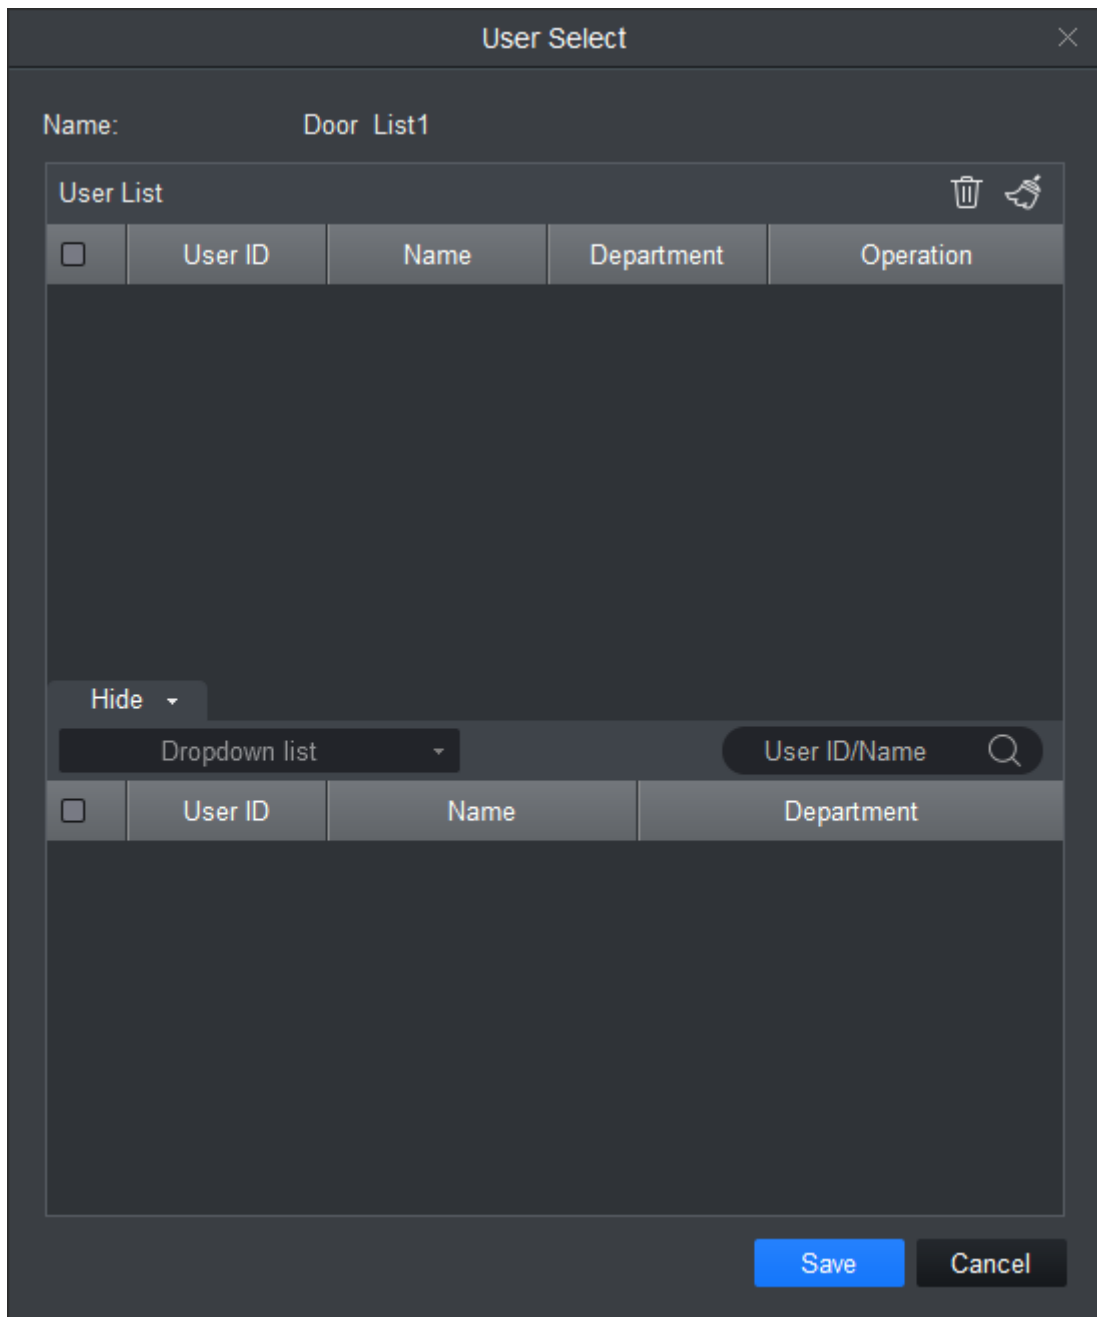 User Select
Name: Door List1
User List
User ID Name Department Operation
Hide
Dropdown list User ID/Name
User ID Name Department
Save Cancel